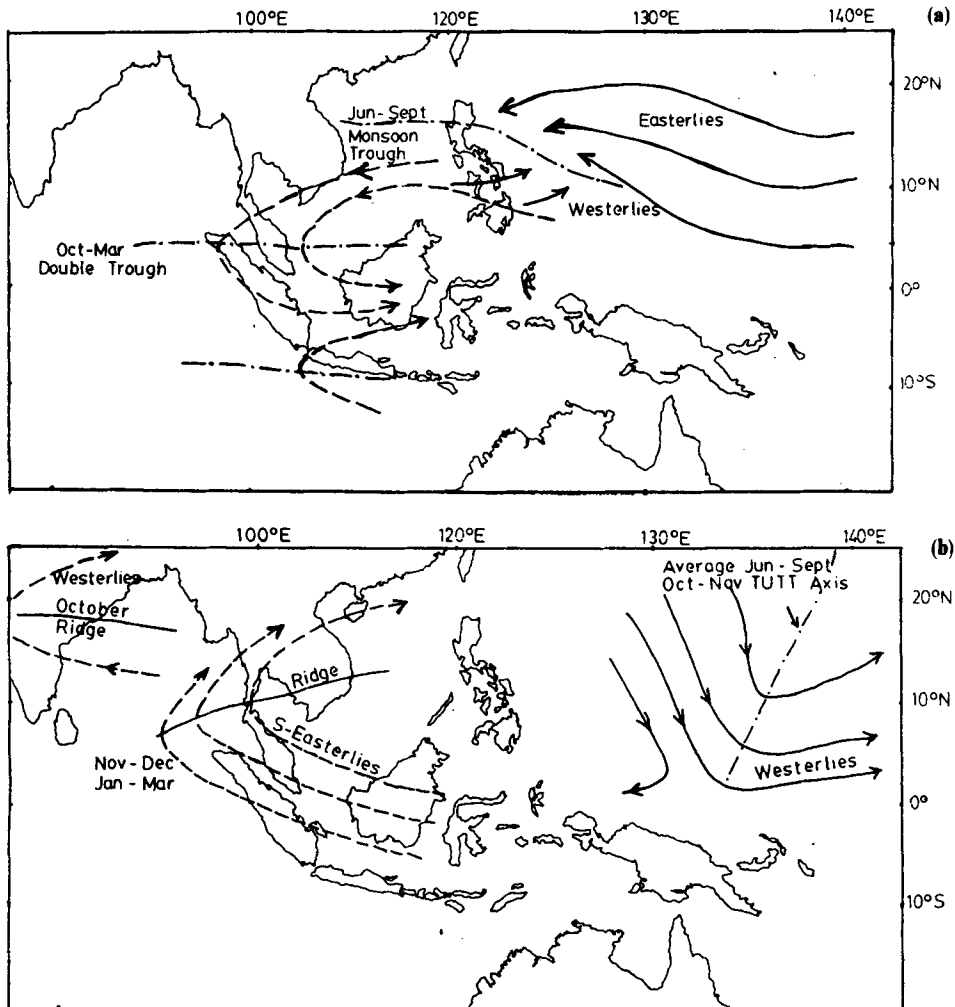 100°E 120°E 130°E 140°E (a)
20°N
Jun-Sept
Monsoon
Trough
Easterlies
10°N
Westerlies
Oct-Mar
Double Trough
0°
10°S
100°E 120°E 130°E 140°E (b)
Westerlies
Average Jun-Sept
Oct-Nov TUTT Axis
October
Ridge
20°N
Ridge
10°N
S-Easterlies
Nov-Dec
Jan-Mar
Westerlies
0°
10°S